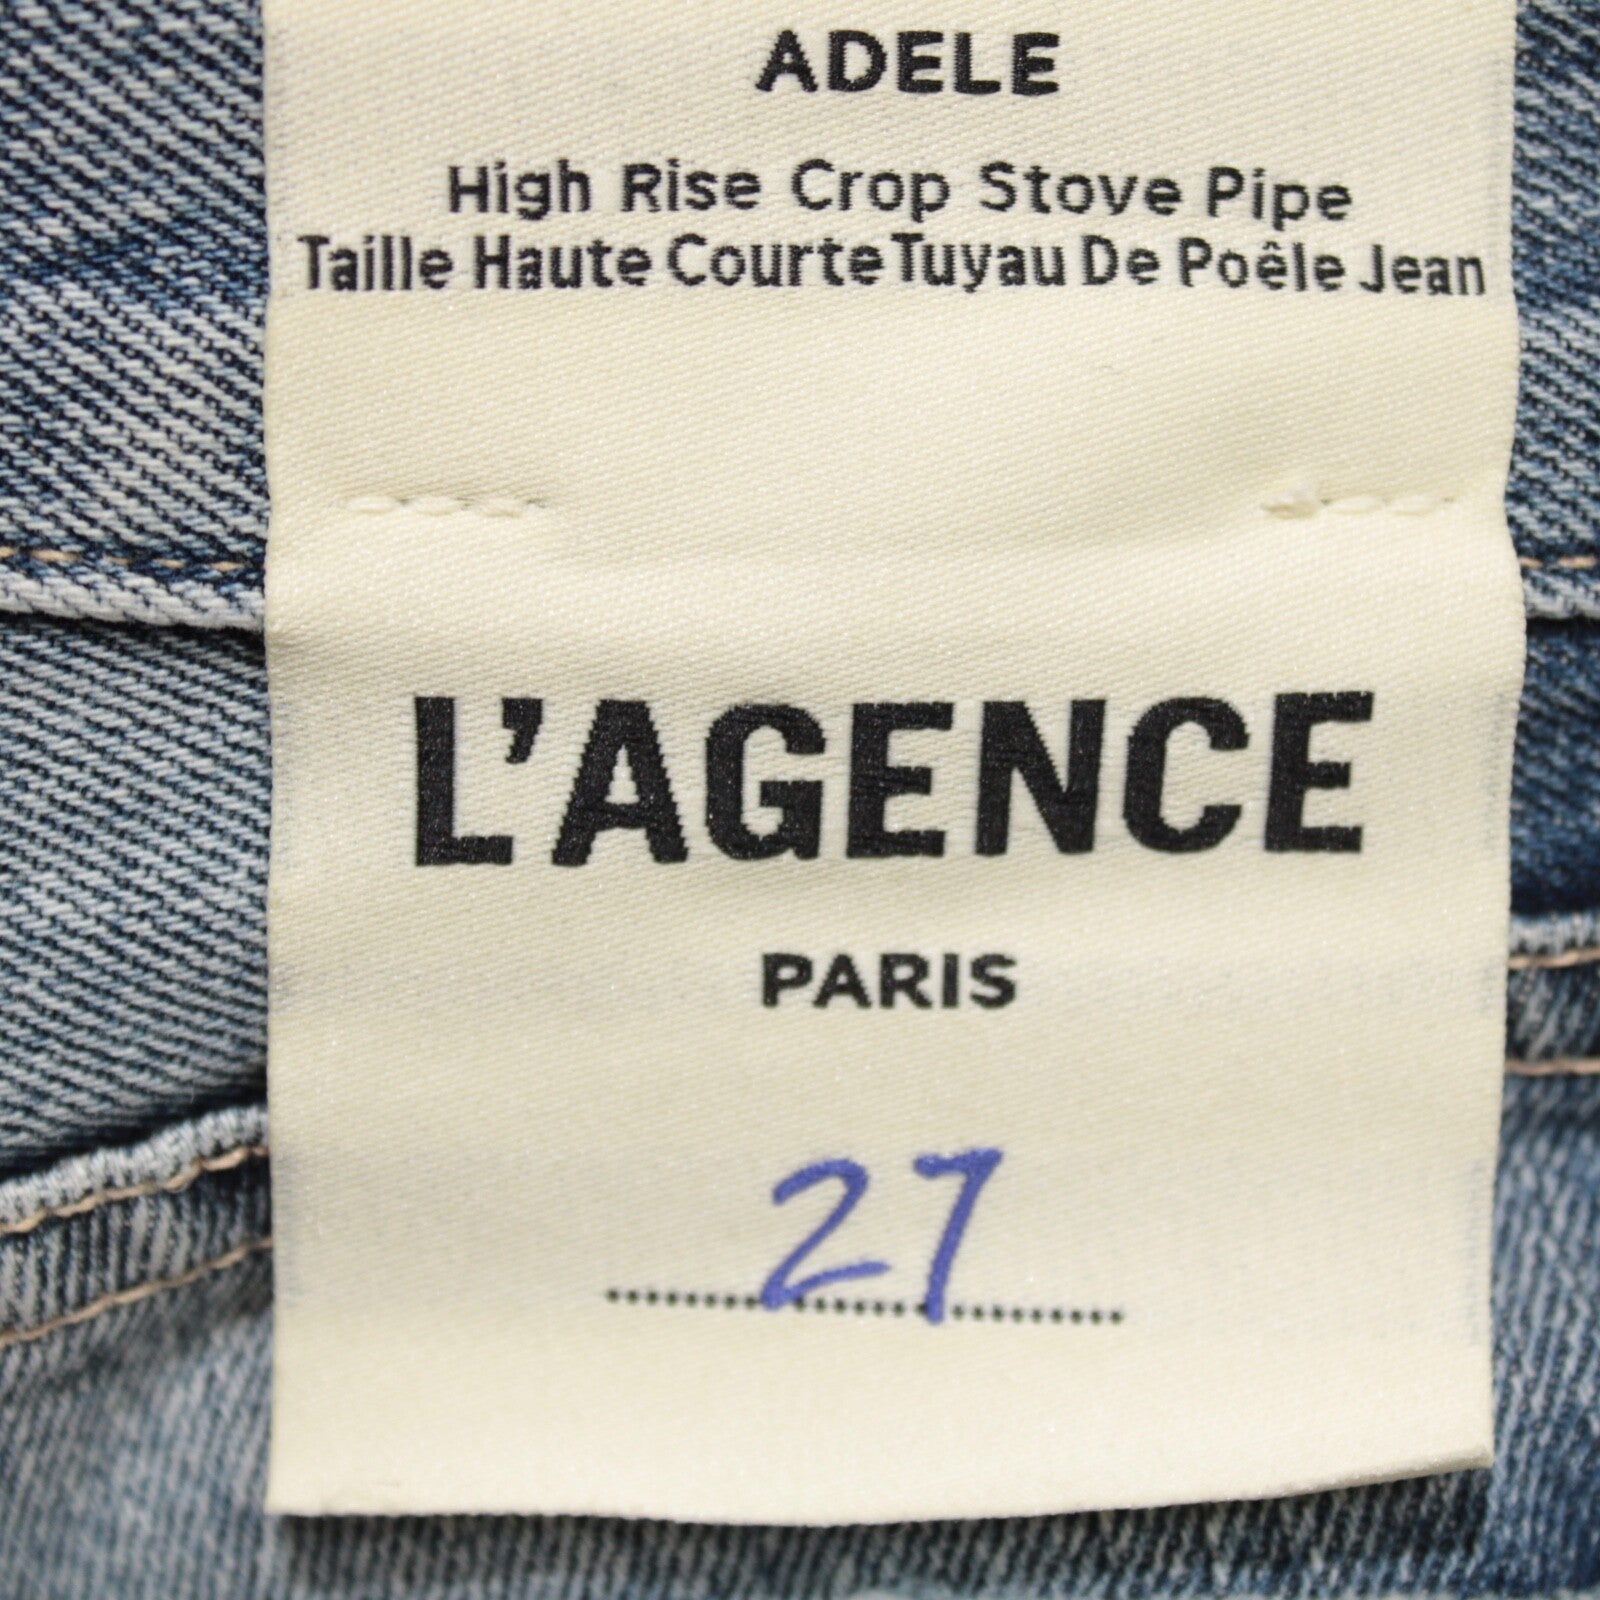 ADELE
High Rise Crop Stove Pipe
Taille Haute Courte Tuyau De Poêle Jean
L'AGENCE
PARIS
27